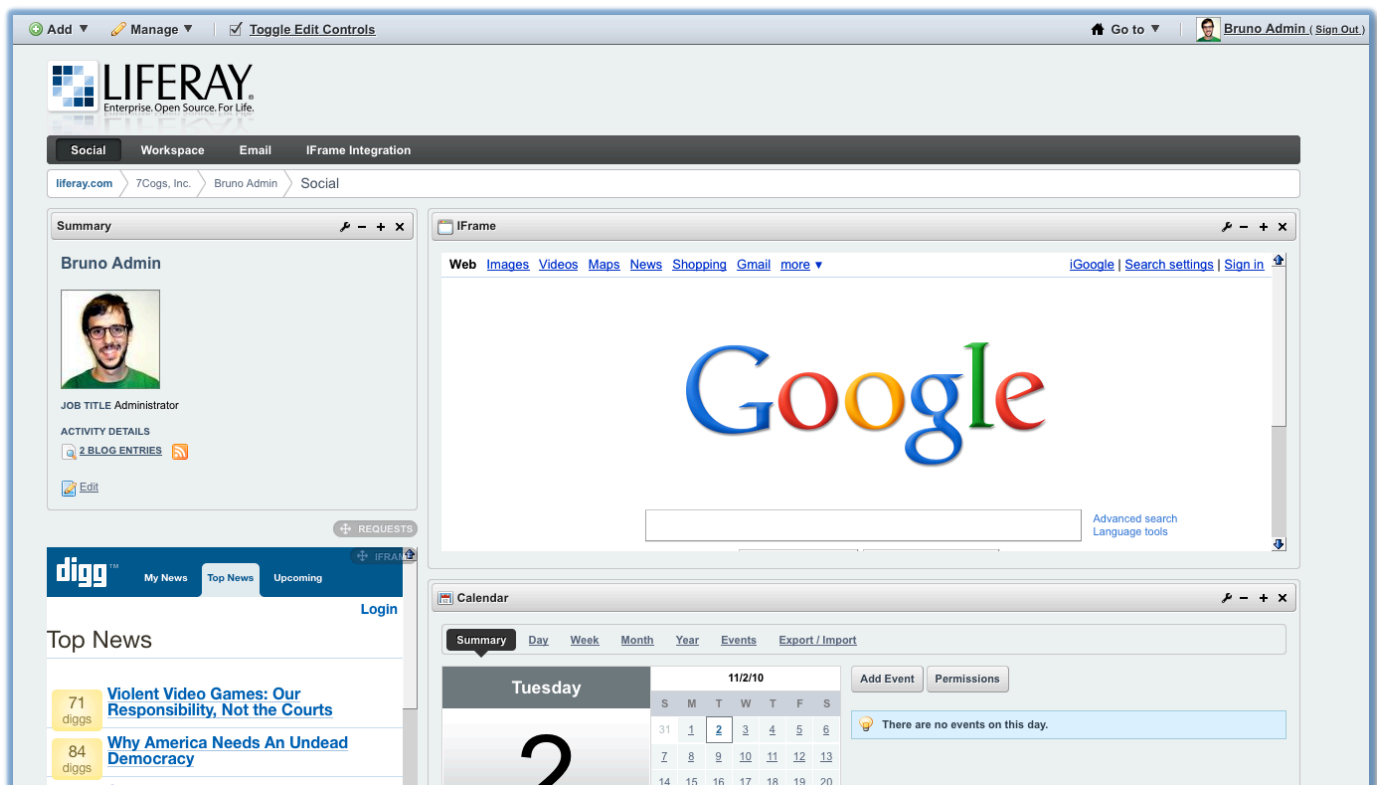 Add ▼ Manage ▼ Toggle Edit Controls Go to ▼ Bruno Admin ( Sign Out )
LIFERAY.
Enterprise. Open Source. For Life.
Social Workspace Email IFrame Integration
liferay.com 7Cogs, Inc. Bruno Admin Social
Summary
Bruno Admin
JOB TITLE Administrator
ACTIVITY DETAILS
2 BLOG ENTRIES
Edit
REQUESTS
IFRAM
digg™ My News Top News Upcoming
Login
Top News
71 diggs
Violent Video Games: Our
Responsibility, Not the Courts
84 diggs
Why America Needs An Undead
Democracy
IFrame
Web Images Videos Maps News Shopping Gmail more ▼ iGoogle | Search settings | Sign in
Google
Advanced search
Language tools
Calendar
Summary Day Week Month Year Events Export / Import
Tuesday
2
11/2/10
S M T W T F S
31 1 2 3 4 5 6
7 8 9 10 11 12 13
14 15 16 17 18 19 20
Add Event Permissions
There are no events on this day.